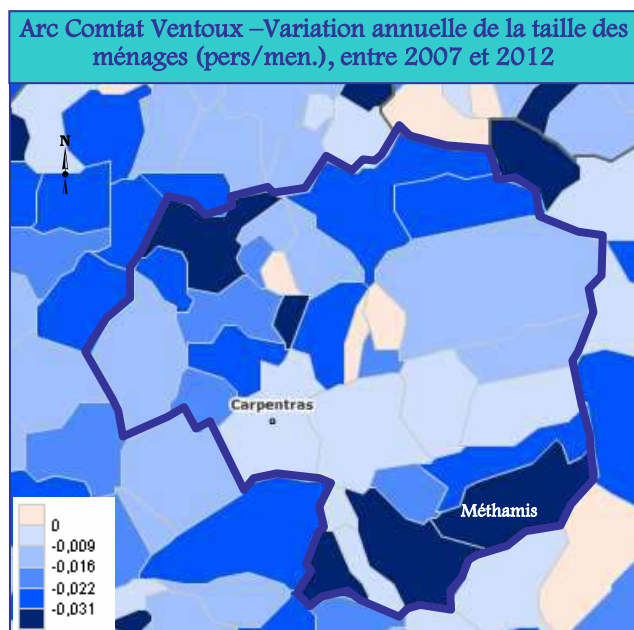 Arc Comtat Ventoux –Variation annuelle de la taille des
ménages (pers/men.), entre 2007 et 2012
N
Carpentras
Méthamis
0
-0,009
-0,016
-0,022
-0,031